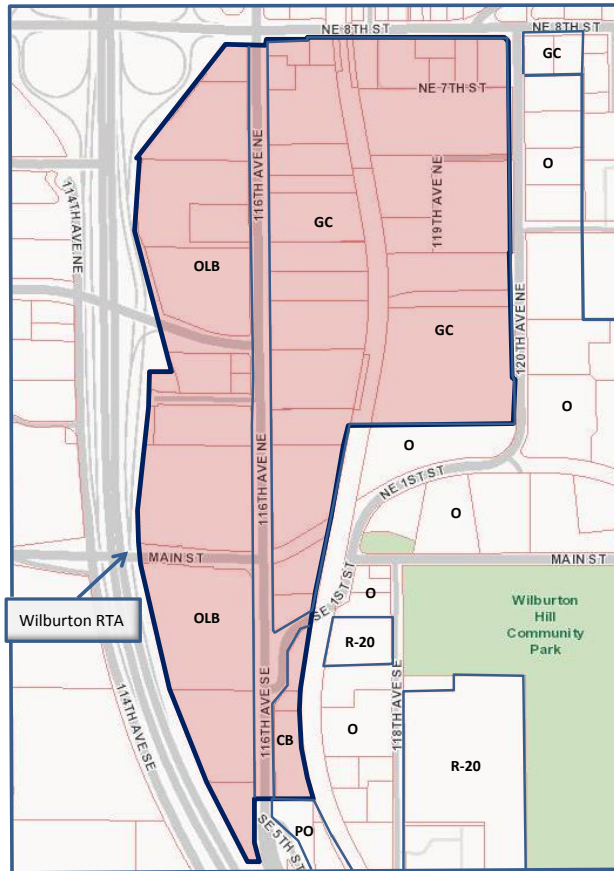 NE 8TH ST
NE 8TH ST
GC
NE 7TH ST
O
114TH AVE NE
116TH AVE NE
119TH AVE NE
GC
OLB
GC
120TH AVE NE
O
O
116TH AVE NE
NE 1ST ST
O
MAIN ST
MAIN ST
Wilburton RTA
OLB
SE 1ST ST
O
R-20
Wilburton
Hill
Community
Park
114TH AVE SE
116TH AVE SE
CB
O
118TH AVE SE
R-20
SE 5TH ST
PO